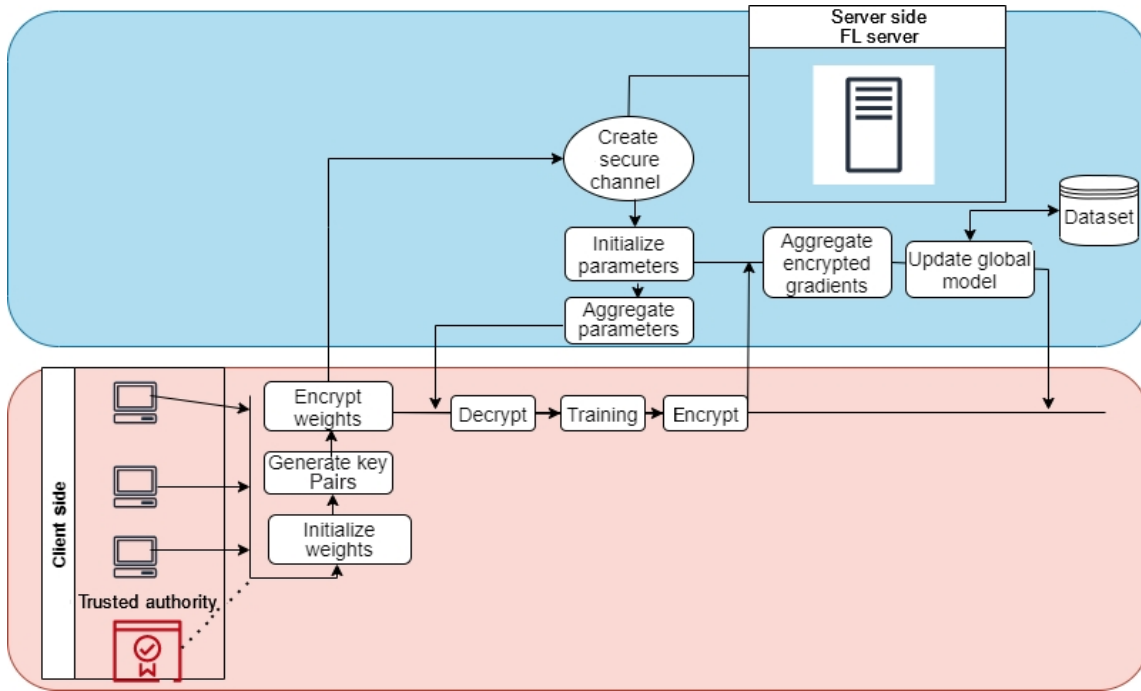 Server side
FL server
Create
secure
channel
Dataset
Initialize
parameters
Aggregate
encrypted
gradients
Update global
model
Aggregate
parameters
Client side
Encrypt
weights
Decrypt
Training
Encrypt
Generate key
Pairs
Initialize
weights
Trusted authority